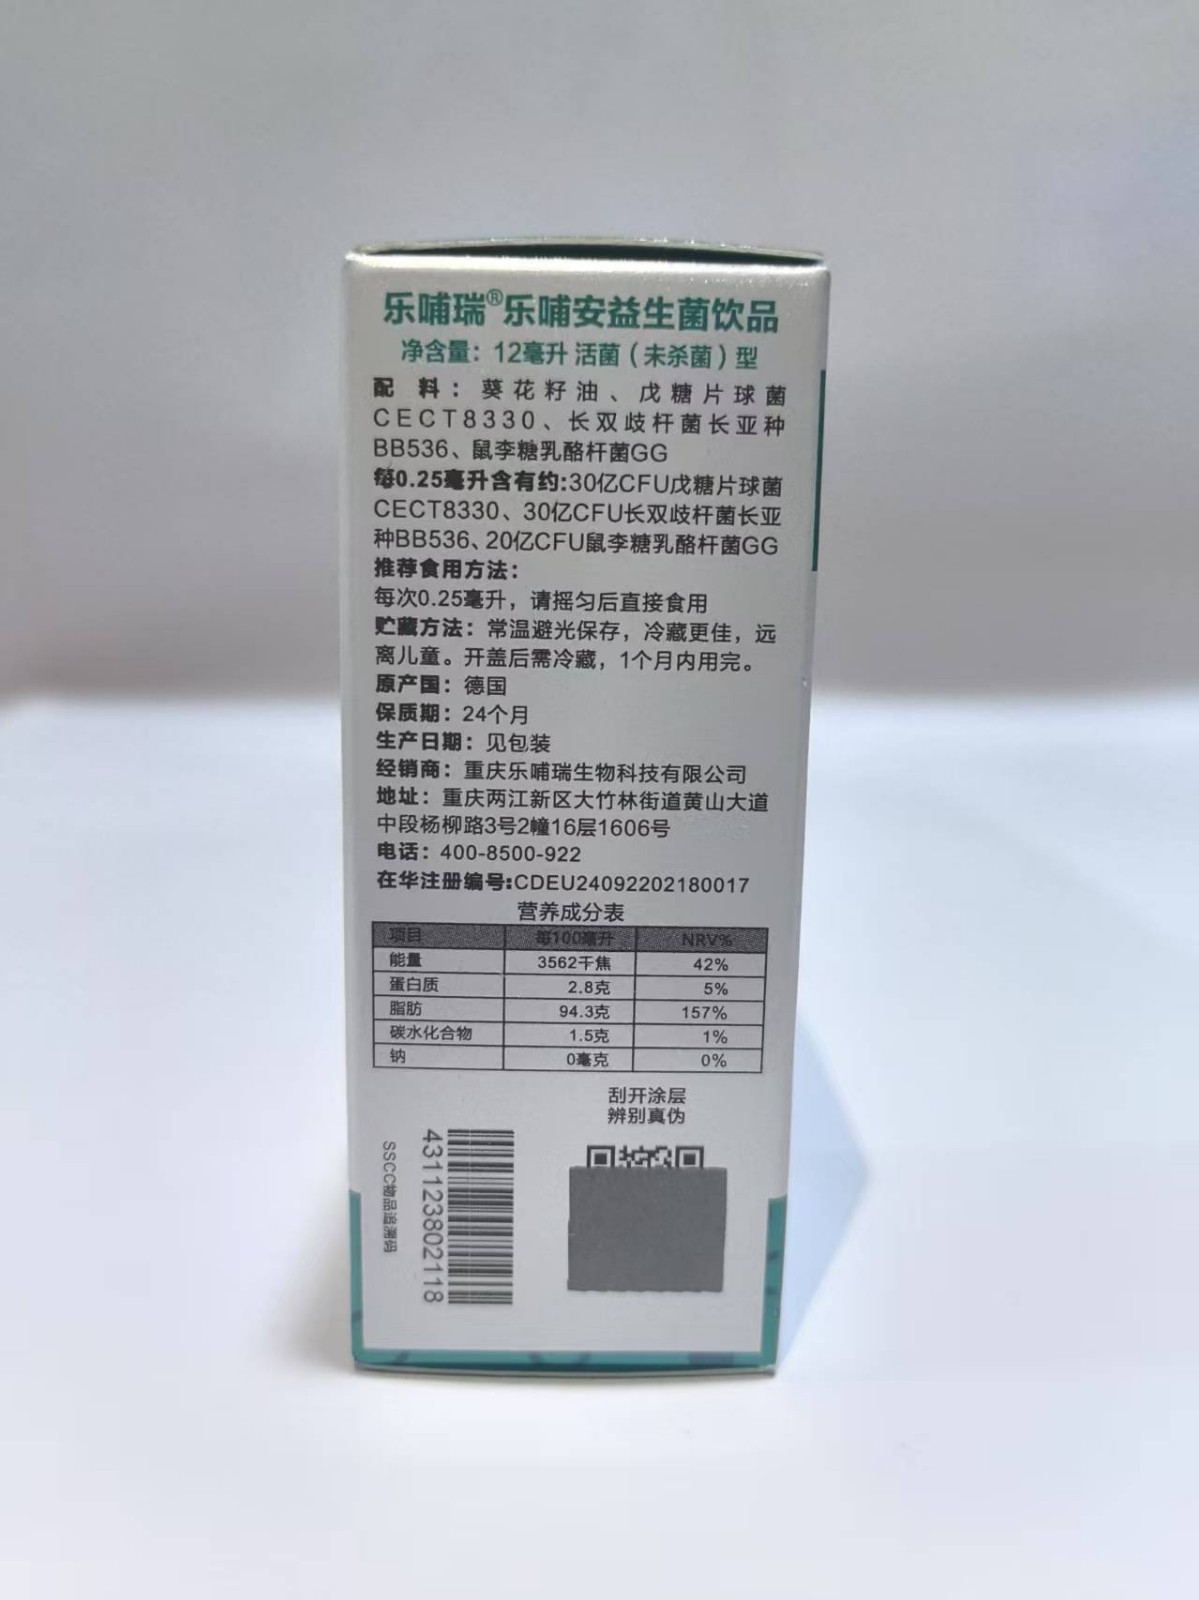 乐哺瑞®乐哺安益生菌饮品
净含量：12毫升 活菌（未杀菌）型
配料：葵花籽油、戊糖片球菌
CECT8330、长双歧杆菌长亚种
BB536、鼠李糖乳酪杆菌GG
每0.25毫升含有约:30亿CFU戊糖片球菌
CECT8330、30亿CFU长双歧杆菌长亚
种BB536、20亿CFU鼠李糖乳酪杆菌GG
推荐食用方法：
每次0.25毫升，请摇匀后直接食用
贮藏方法：常温避光保存，冷藏更佳，远
离儿童。开盖后需冷藏，1个月内用完。
原产国：德国
保质期：24个月
生产日期：见包装
经销商：重庆乐哺瑞生物科技有限公司
地址：重庆两江新区大竹林街道黄山大道
中段杨柳路3号2幢16层1606号
电话：400-8500-922
在华注册编号:CDEU24092202180017
营养成分表
项目 每100毫升 NRV%
能量 3562千焦 42%
蛋白质 2.8克 5%
脂肪 94.3克 157%
碳水化合物 1.5克 1%
钠 0毫克 0%
刮开涂层
辨别真伪
4311123802118
SSCC物品追溯码